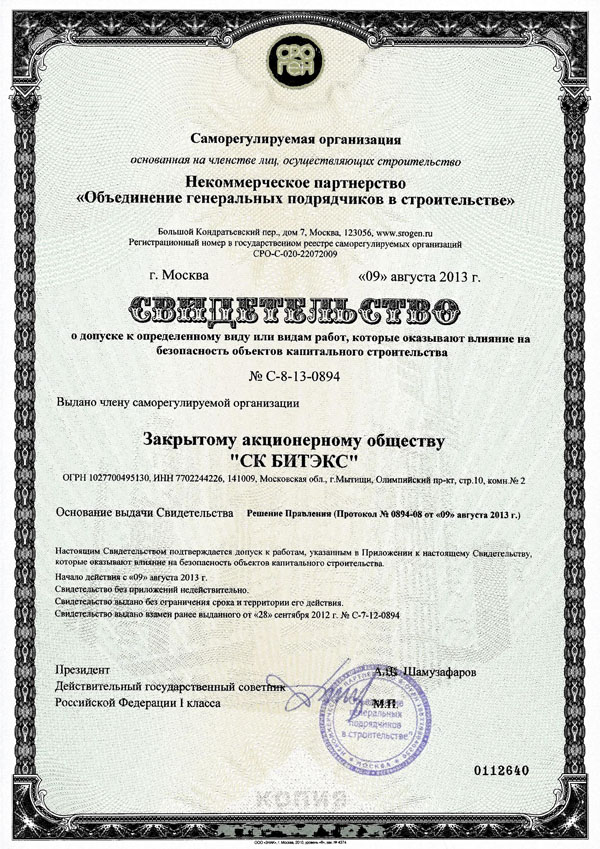 СРО
ГЕН
Саморегулируемая организация
основанная на членстве лиц, осуществляющих строительство
Некоммерческое партнерство
«Объединение генеральных подрядчиков в строительстве»
Большой Кондратьевский пер., дом 7, Москва, 123056, www.srogen.ru
Регистрационный номер в государственном реестре саморегулируемых организаций
СРО-С-020-22072009
г. Москва «09» августа 2013 г.
СВИДЕТЕЛЬСТВО
о допуске к определенному виду или видам работ, которые оказывают влияние на
безопасность объектов капитального строительства
№ С-8-13-0894
Выдано члену саморегулируемой организации
Закрытому акционерному обществу
"СК БИТЭКС"
ОГРН 1027700495130, ИНН 7702244226, 141009, Московская обл., г.Мытищи, Олимпийский пр-кт, стр.10, комн.№ 2
Основание выдачи Свидетельства Решение Правления (Протокол № 0894-08 от «09» августа 2013 г.)
Настоящим Свидетельством подтверждается допуск к работам, указанным в Приложении к настоящему Свидетельству,
которые оказывают влияние на безопасность объектов капитального строительства.
Начало действия с «09» августа 2013 г.
Свидетельство без приложений недействительно.
Свидетельство выдано без ограничения срока и территории его действия.
Свидетельство выдано взамен ранее выданного от «28» сентября 2012 г. № С-7-12-0894
Президент А.Ш. Шамузафаров
Действительный государственный советник
Российской Федерации I класса М.П.
генеральных
подрядчиков
в строительстве"
МОСКВА
0112640
КОПИЯ